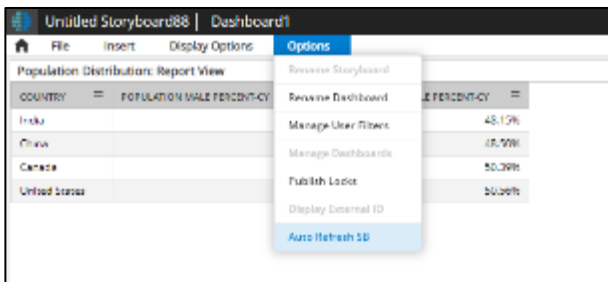 Untitled Storyboard88 | Dashboard1
File Insert Display Options Options
Population Distribution: Report View
Rename Storyboard
COUNTRY POPULATION MALE PERCENT-CY E PERCENT-CY
Rename Dashboard
India 48.15%
Manage User Filters
China 48.50%
Manage Dashboards
Canada 50.39%
Publish Locks
United States 50.56%
Display External ID
Auto Refresh SB